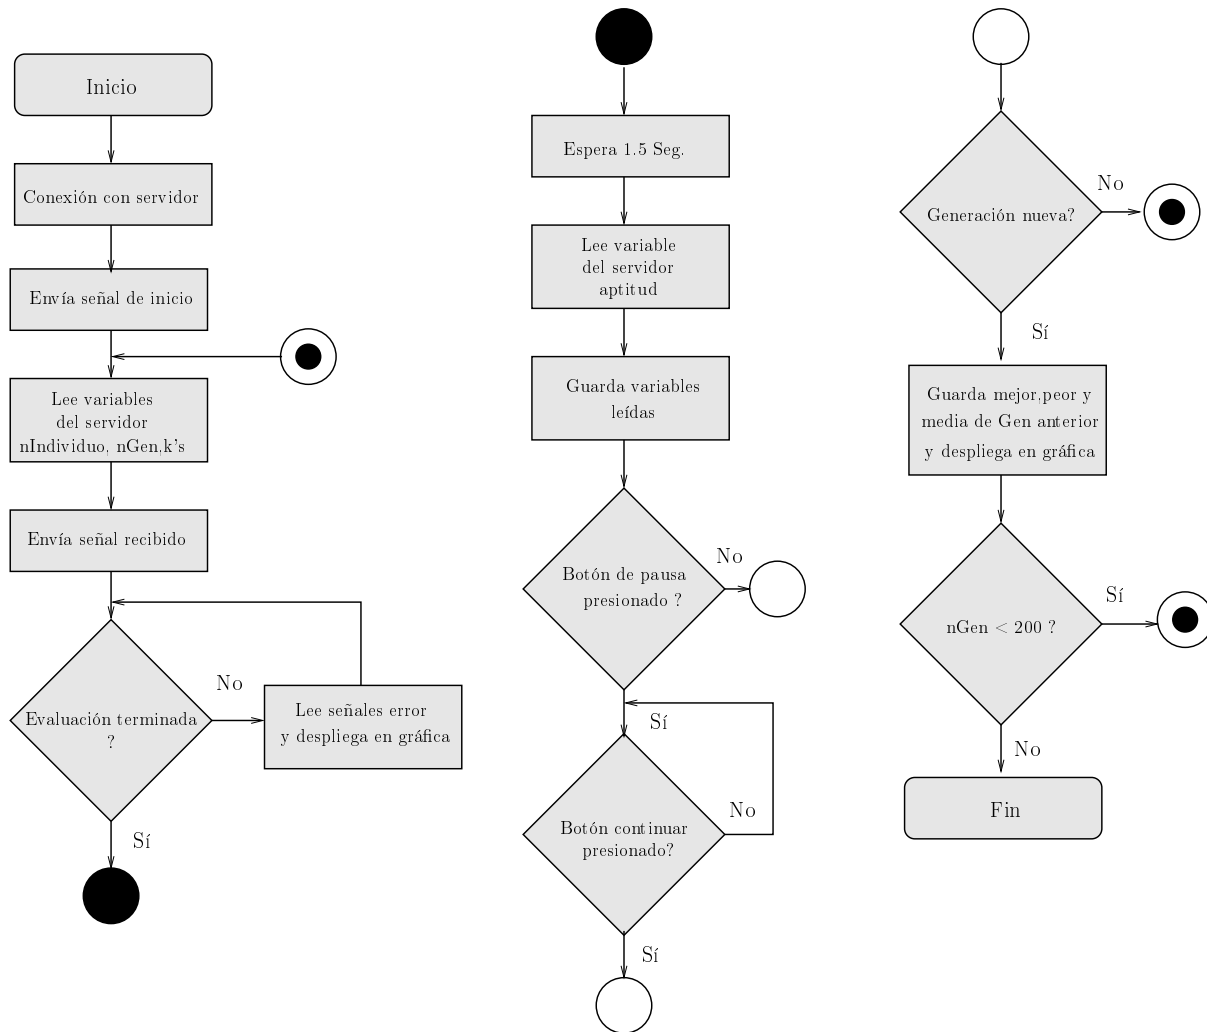 Inicio
Conexión con servidor
Envía señal de inicio
Lee variables
del servidor
nIndividuo, nGen,k's
Envía señal recibido
Evaluación terminada
?
No
Lee señales error
y despliega en gráfica
Sí
Espera 1.5 Seg.
Lee variable
del servidor
aptitud
Guarda variables
leídas
Botón de pausa
presionado ?
No
Sí
Botón continuar
presionado?
No
Sí
Generación nueva?
No
Sí
Guarda mejor,peor y
media de Gen anterior
y despliega en gráfica
nGen < 200 ?
Sí
No
Fin